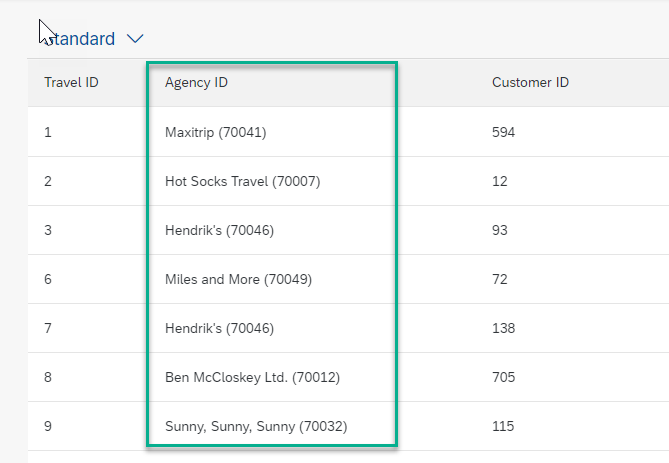 Standard
Travel ID Agency ID Customer ID
1 Maxitrip (70041) 594
2 Hot Socks Travel (70007) 12
3 Hendrik's (70046) 93
6 Miles and More (70049) 72
7 Hendrik's (70046) 138
8 Ben McCloskey Ltd. (70012) 705
9 Sunny, Sunny, Sunny (70032) 115